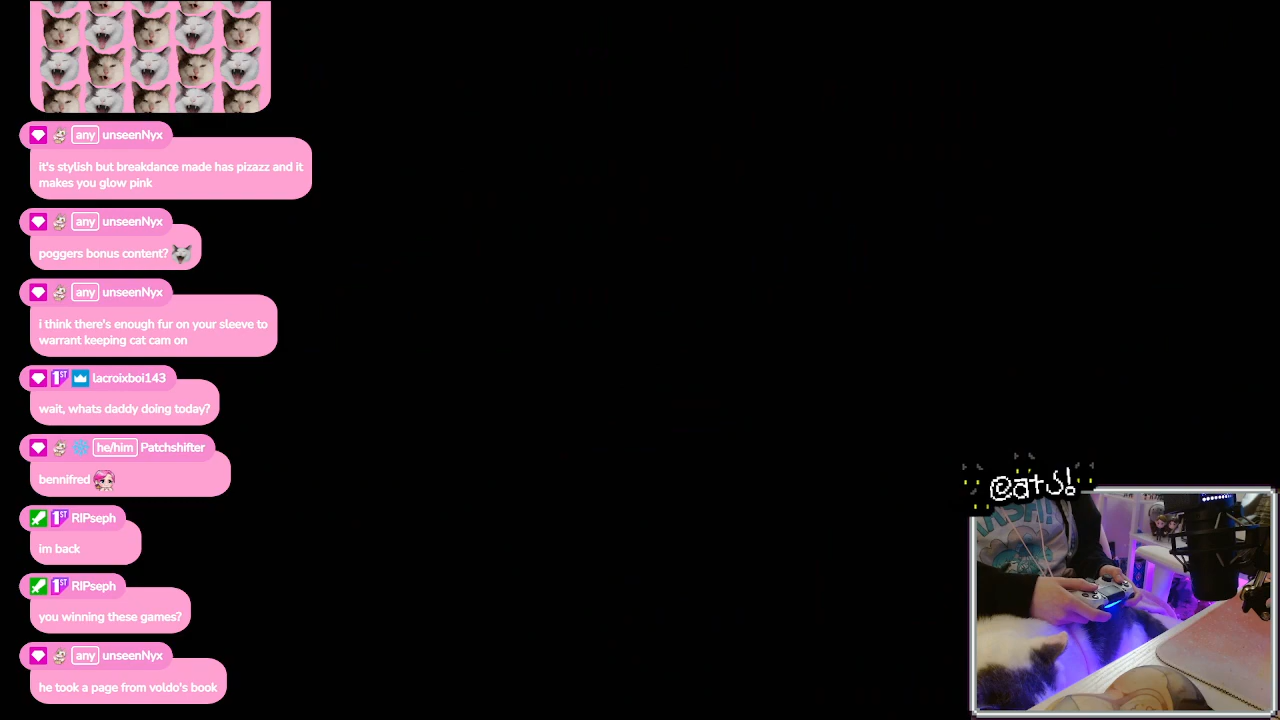 any unseenNyx
it's stylish but breakdance made has pizazz and it
makes you glow pink
any unseenNyx
poggers bonus content?
any unseenNyx
i think there's enough fur on your sleeve to
warrant keeping cat cam on
1ST lacroixboi143
wait, whats daddy doing today?
he/him Patchshifter
bennifred
1ST RIPseph
im back
1ST RIPseph
you winning these games?
any unseenNyx
he took a page from voldo's book
@ats!